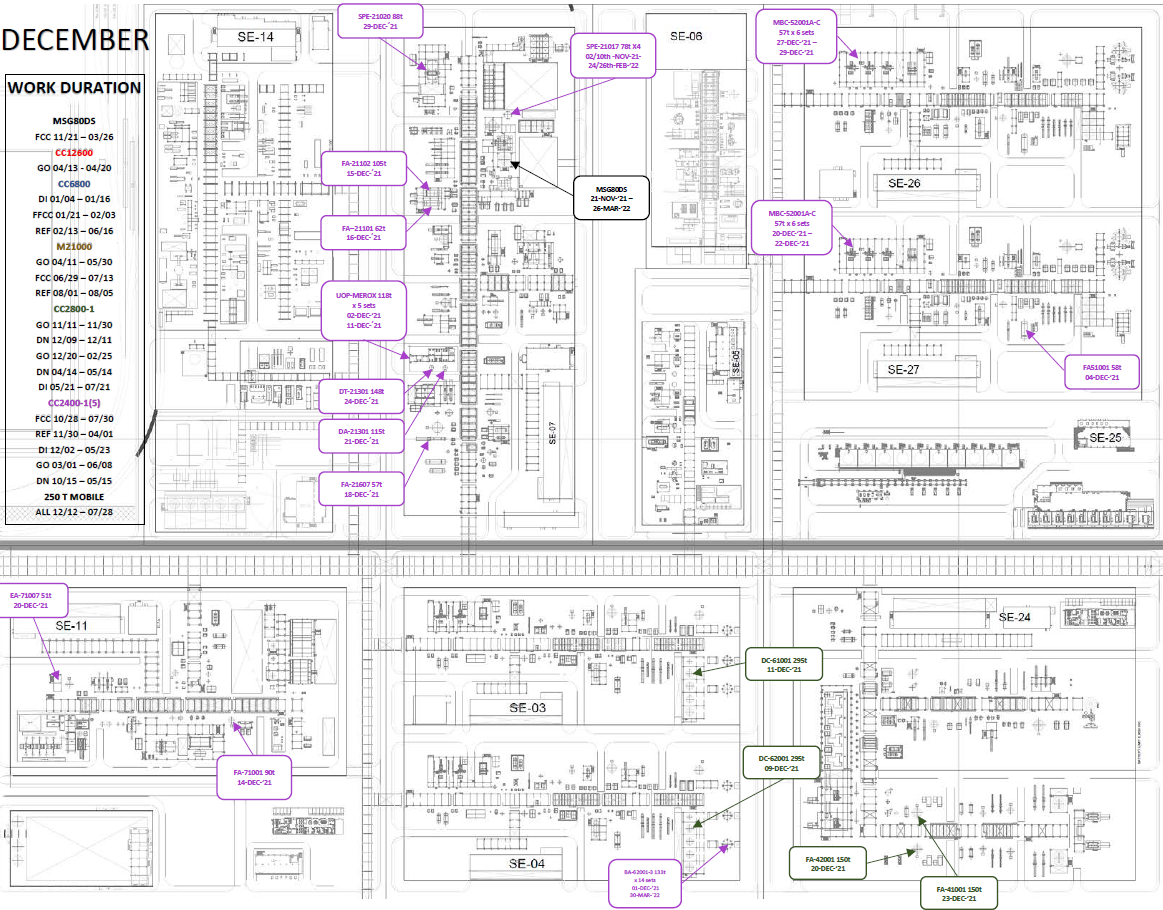 DECEMBER
WORK DURATION
MSG80DS
FCC 11/21 – 03/26
CC12600
GO 04/13 - 04/20
CC6800
DI 01/04 – 01/16
FFCC 01/21 – 02/03
REF 02/13 – 06/16
M21000
GO 04/11 – 05/30
FCC 06/29 – 07/13
REF 08/01 – 08/05
CC2800-1
GO 11/11 – 11/30
DN 12/09 – 12/11
GO 12/20 – 02/25
DN 04/14 – 05/14
DI 05/21 – 07/21
CC2400-1(5)
FCC 10/28 – 07/30
REF 11/30 – 04/01
DI 12/02 – 05/23
GO 03/01 – 06/08
DN 10/15 – 05/15
250 T MOBILE
ALL 12/12 – 07/28
SE-14
SPE-21020 88t
29-DEC-'21
SPE-21017 78t X4
02/10th -NOV-21-
24/26th-FEB-'22
SE-06
MBC-52001A-C
57t x 6 sets
27-DEC-'21 –
29-DEC-'21
FA-21102 105t
15-DEC-'21
MSG80DS
21-NOV-'21 –
26-MAR-'22
SE-26
FA-21101 62t
16-DEC-'21
MBC-52001A-C
57t x 6 sets
20-DEC-'21 –
22-DEC-'21
UOP-MEROX 118t
x 5 sets
02-DEC-'21
11-DEC-'21
SE-05
SE-27
FA51001 58t
04-DEC-'21
DT-21301 148t
24-DEC-'21
DA-21301 115t
21-DEC-'21
SE-07
SE-25
FA-21607 57t
18-DEC-'21
EA-71007 51t
20-DEC-'21
SE-11
SE-24
DC-61001 295t
11-DEC-'21
SE-03
FA-71001 90t
14-DEC-'21
DC-62001 295t
09-DEC-'21
SE-04
DA-62001-3 133t
x 14 sets
01-DEC-'21
30-MAR-'22
FA-42001 150t
20-DEC-'21
FA-41001 150t
23-DEC-'21